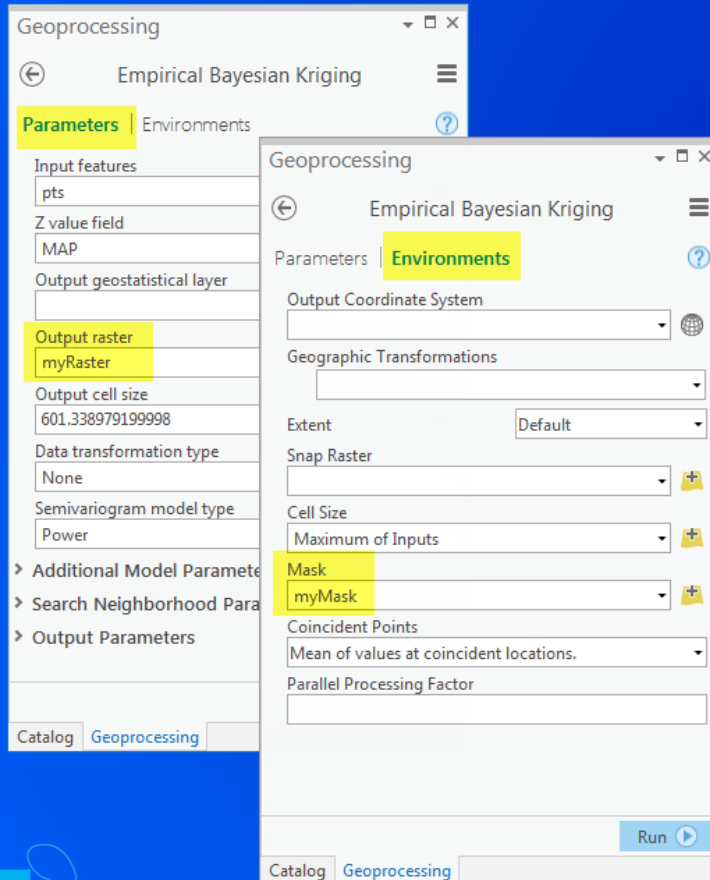 Geoprocessing
Empirical Bayesian Kriging
Parameters | Environments
Input features
pts
Z value field
MAP
Output geostatistical layer
Output raster
myRaster
Output cell size
601.338979199998
Data transformation type
None
Semivariogram model type
Power
> Additional Model Paramete
> Search Neighborhood Para
> Output Parameters
Catalog Geoprocessing
Geoprocessing
Empirical Bayesian Kriging
Parameters | Environments
Output Coordinate System
Geographic Transformations
Extent Default
Snap Raster
Cell Size
Maximum of Inputs
Mask
myMask
Coincident Points
Mean of values at coincident locations.
Parallel Processing Factor
Run
Catalog Geoprocessing